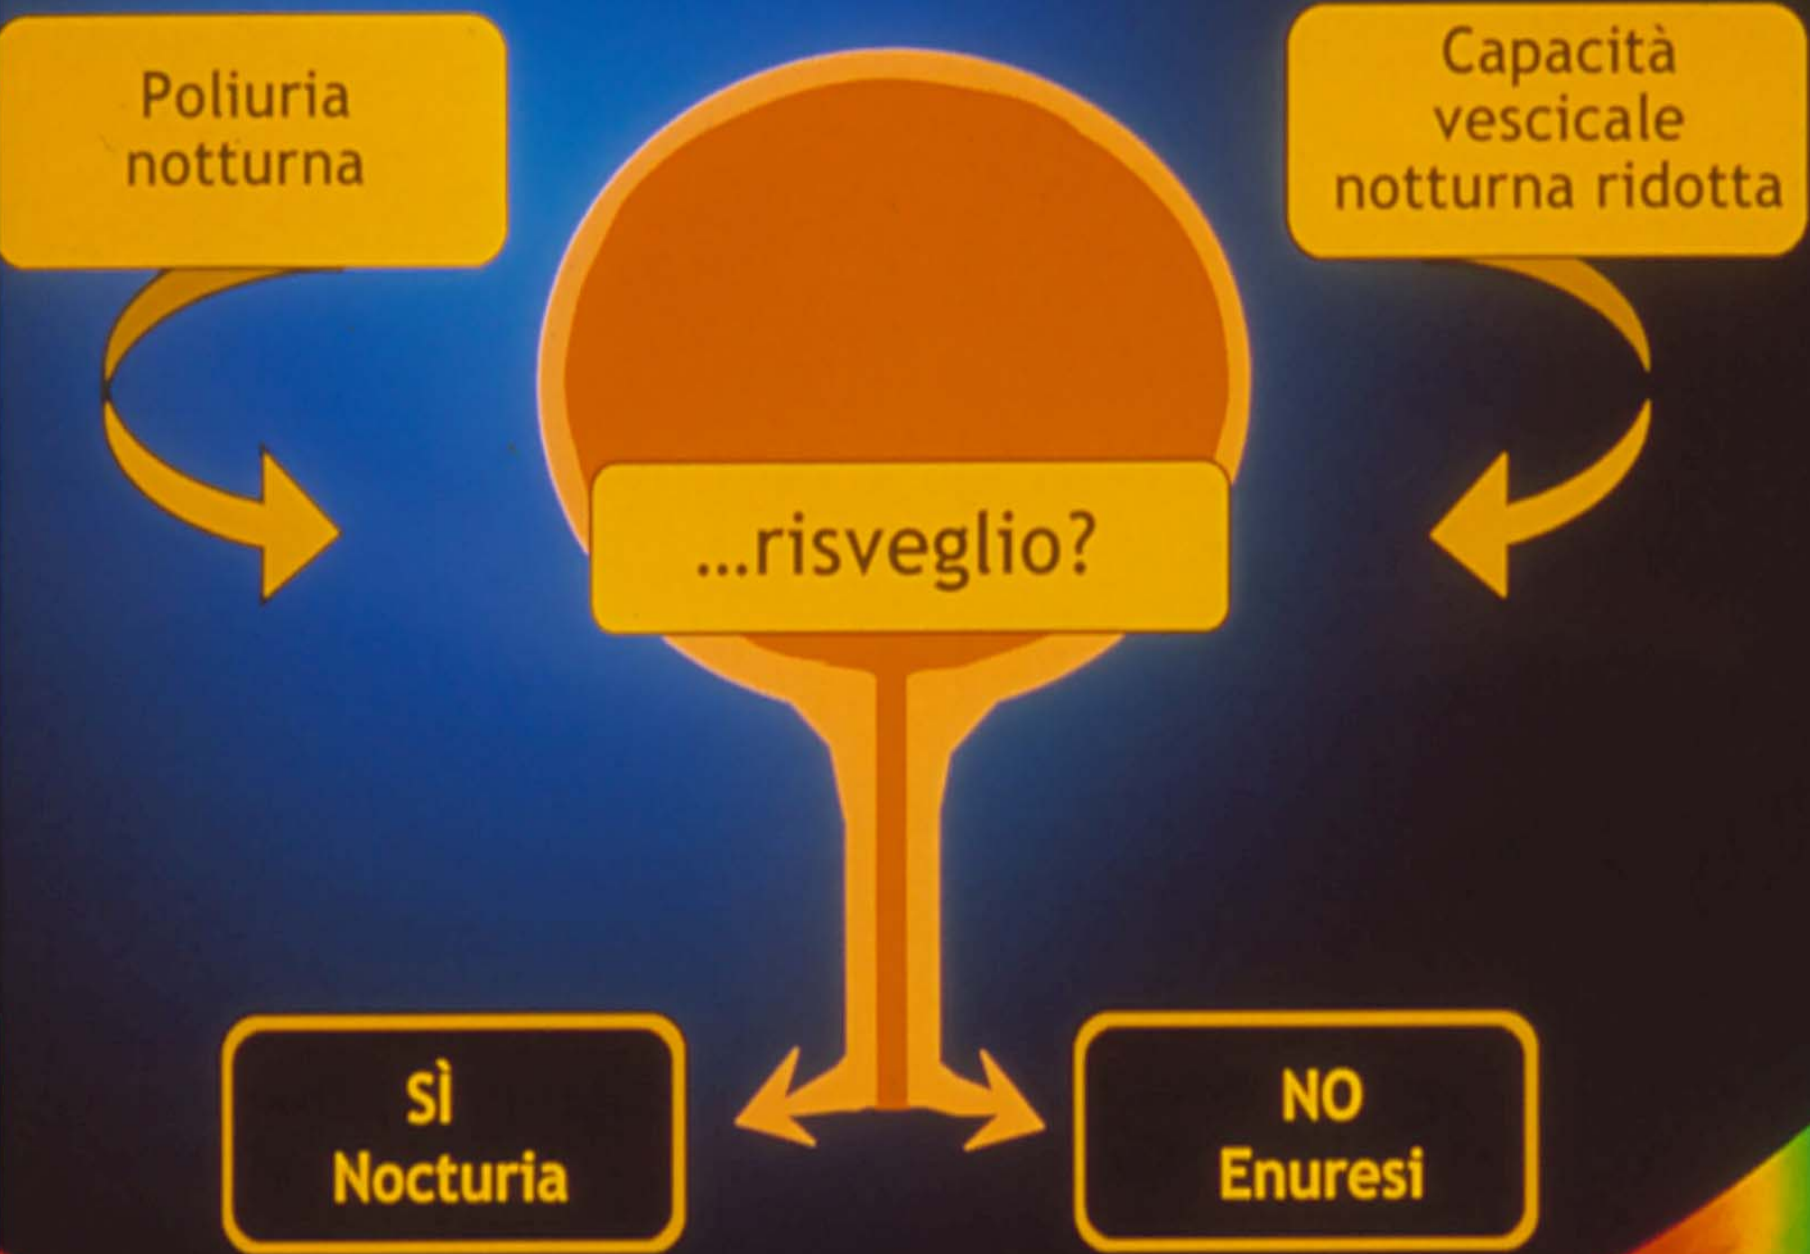 Poliuria
notturna
Capacità
vescicale
notturna ridotta
...risveglio?
SÌ
Nocturia
NO
Enuresi